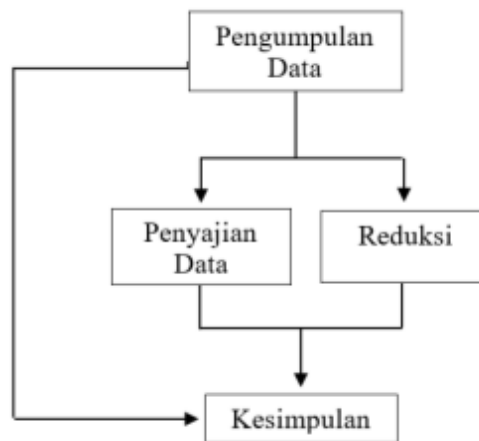 Pengumpulan
Data
Penyajian
Data
Reduksi
Kesimpulan